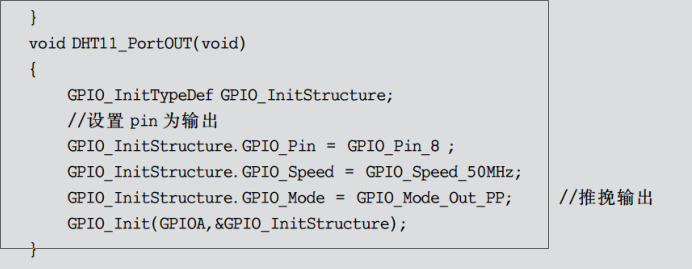 }
void DHT11_PortOUT(void)
{
GPIO_InitTypeDef GPIO_InitStructure;
//设置 pin 为输出
GPIO_InitStructure.GPIO_Pin = GPIO_Pin_8 ;
GPIO_InitStructure.GPIO_Speed = GPIO_Speed_50MHz;
GPIO_InitStructure.GPIO_Mode = GPIO_Mode_Out_PP; //推挽输出
GPIO_Init(GPIOA,&GPIO_InitStructure);
}